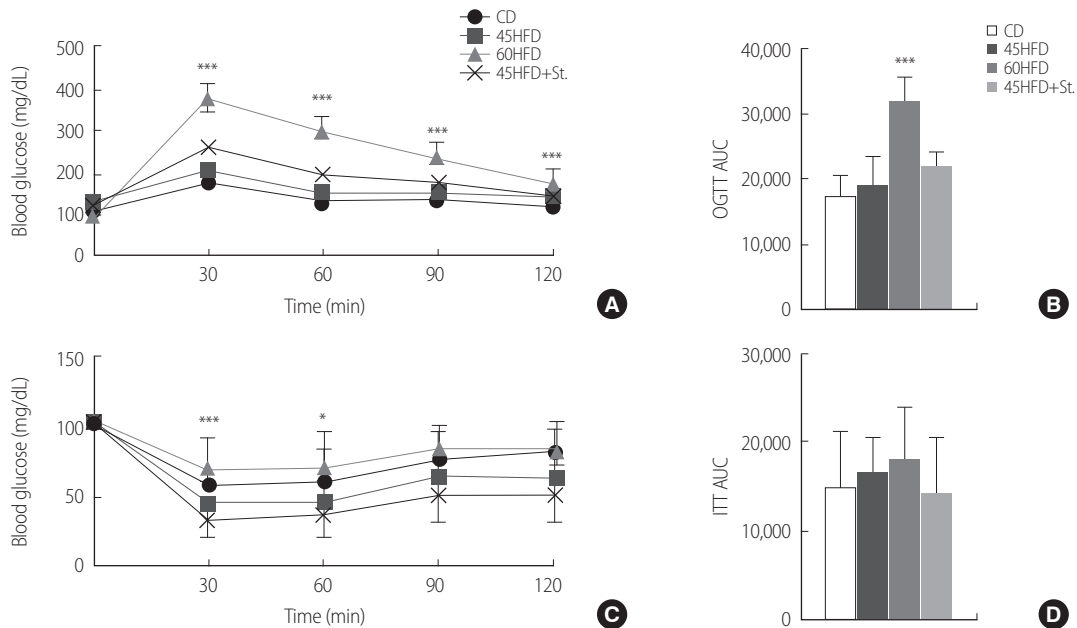 CD
45HFD
60HFD
45HFD+St.
Blood glucose (mg/dL)
500
400
300
200
100
0
***
***
***
***
30
60
90
120
Time (min)
A
CD
45HFD
60HFD
45HFD+St.
OGTT AUC
40,000
30,000
20,000
10,000
0
***
B
Blood glucose (mg/dL)
150
100
50
0
***
*
30
60
90
120
Time (min)
C
ITT AUC
30,000
20,000
10,000
0
D